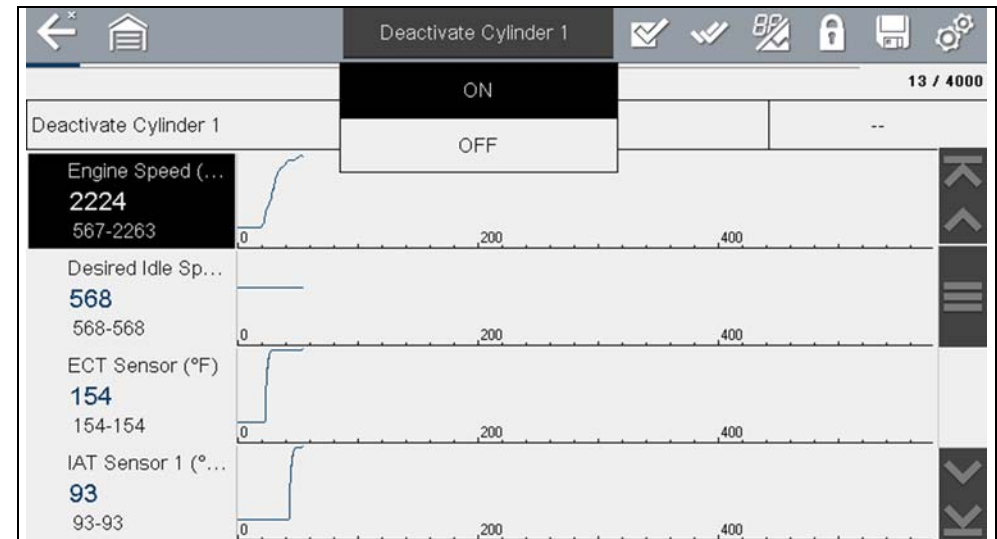 Deactivate Cylinder 1
13 / 4000
ON
OFF
Deactivate Cylinder 1
--
Engine Speed (...
2224
567-2263
0 200 400
Desired Idle Sp...
568
568-568
0 200 400
ECT Sensor (°F)
154
154-154
0 200 400
IAT Sensor 1 (°...
93
93-93
0 200 400